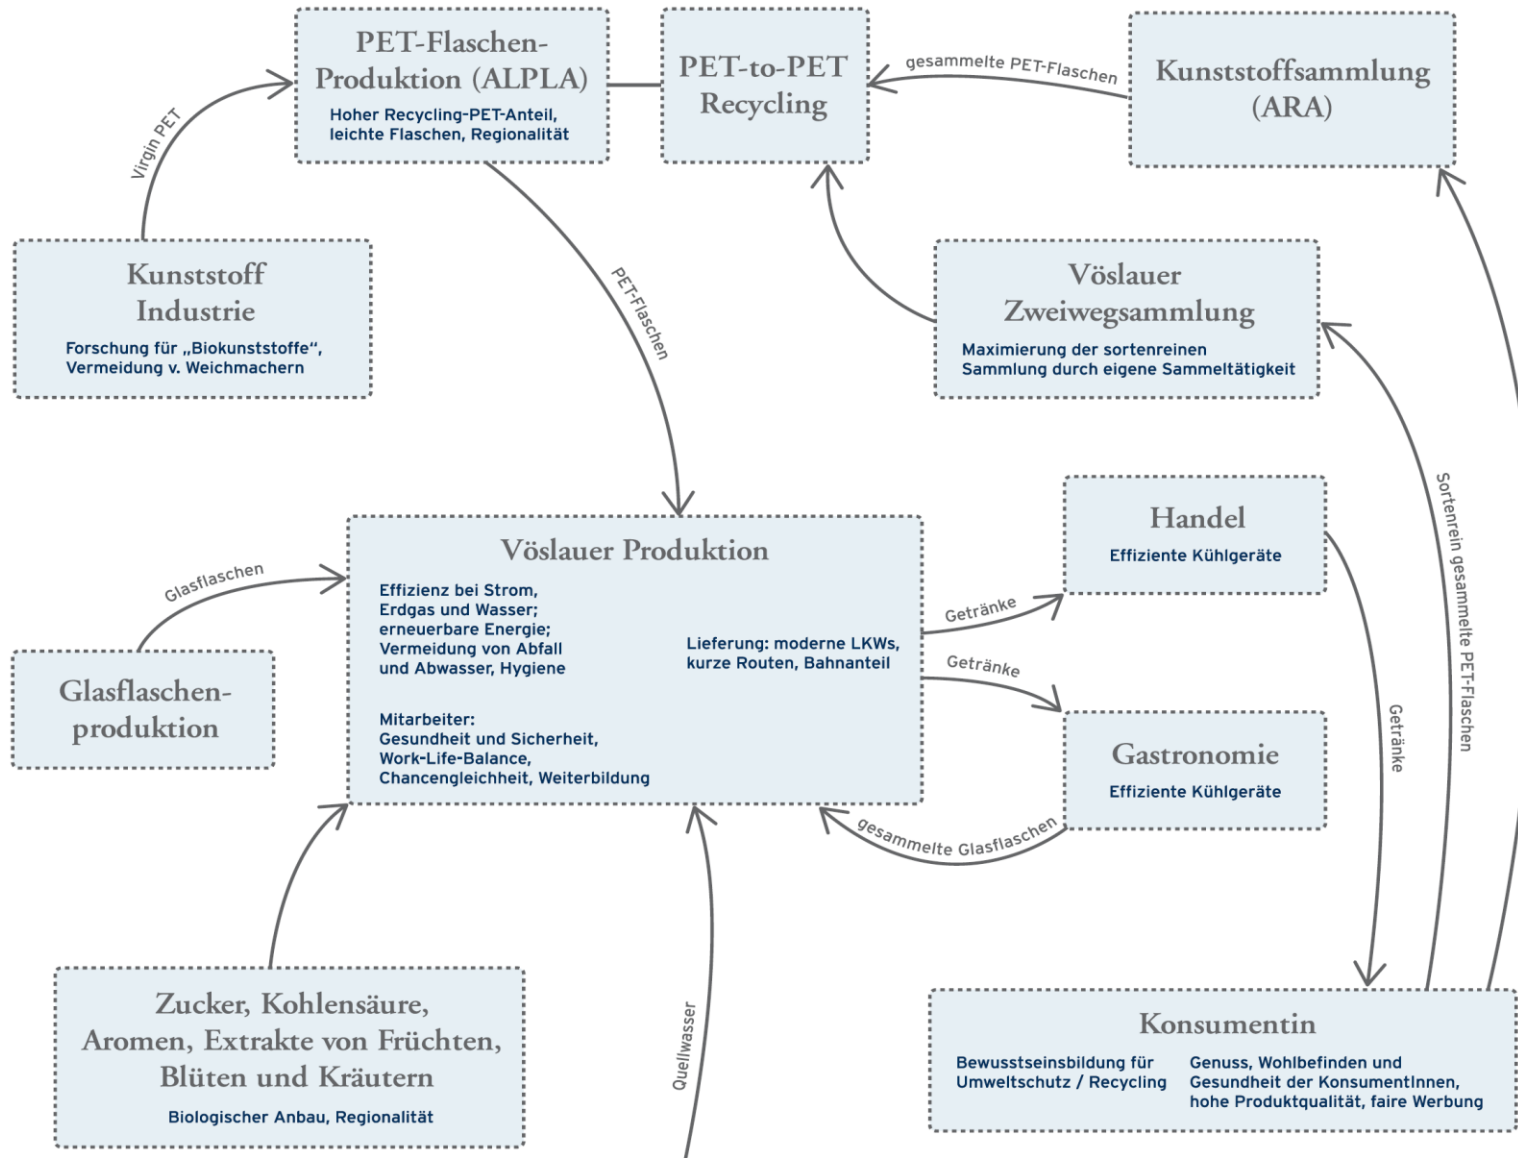 PET-Flaschen-
Produktion (ALPLA)
Hoher Recycling-PET-Anteil,
leichte Flaschen, Regionalität
PET-to-PET
Recycling
gesammelte PET-Flaschen
Kunststoffsammlung
(ARA)
Virgin PET
Kunststoff
Industrie
Forschung für „Biokunststoffe“,
Vermeidung v. Weichmachern
PET-Flaschen
Vöslauer
Zweiwegsammlung
Maximierung der sortenreinen
Sammlung durch eigene Sammeltätigkeit
Sortenrein gesammelte PET-Flaschen
Glasflaschen
Glasflaschen-
produktion
Vöslauer Produktion
Effizienz bei Strom,
Erdgas und Wasser;
erneuerbare Energie;
Vermeidung von Abfall
und Abwasser, Hygiene
Lieferung: moderne LKWs,
kurze Routen, Bahnanteil
Mitarbeiter:
Gesundheit und Sicherheit,
Work-Life-Balance,
Chancengleichheit, Weiterbildung
Getränke
Handel
Effiziente Kühlgeräte
Getränke
Gastronomie
Effiziente Kühlgeräte
Getränke
gesammelte Glasflaschen
Zucker, Kohlensäure,
Aromen, Extrakte von Früchten,
Blüten und Kräutern
Biologischer Anbau, Regionalität
Quellwasser
Konsumentin
Bewusstseinsbildung für
Umweltschutz / Recycling
Genuss, Wohlbefinden und
Gesundheit der KonsumentInnen,
hohe Produktqualität, faire Werbung